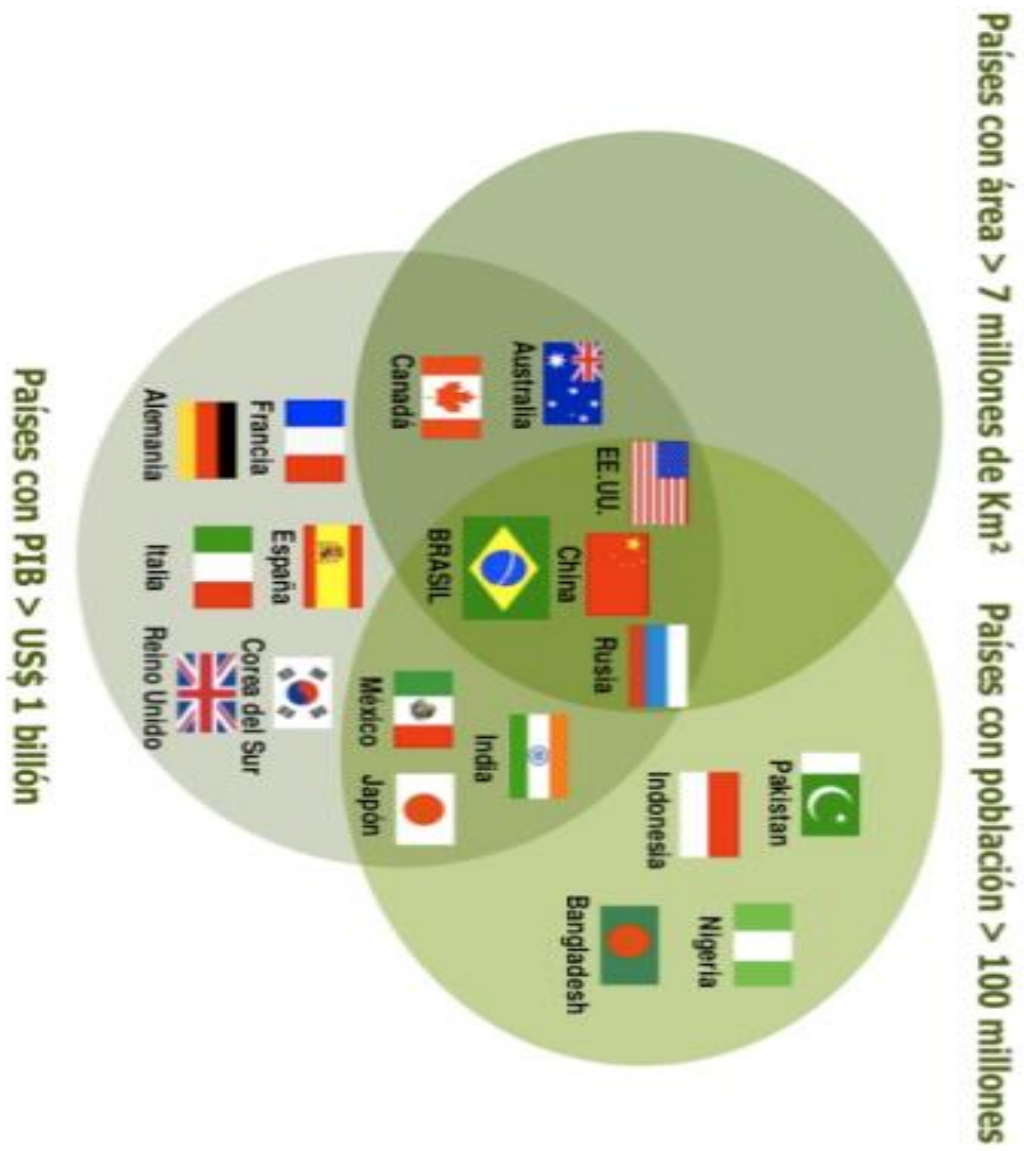 Países con área > 7 millones de Km²
Países con población > 100 millones
Australia
Canadá
EE.UU.
China
BRASIL
Rusia
Pakistan
Indonesia
Nigeria
Bangladesh
India
México
Japón
Francia
Alemania
España
Italia
Corea del Sur
Reino Unido
Países con PIB > US$ 1 billón